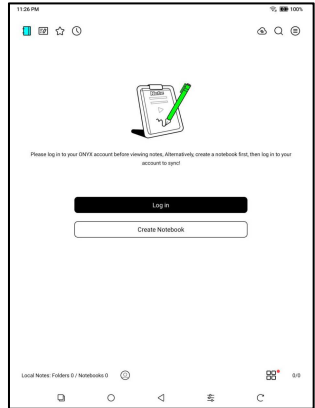 11:26 PM
100%
Notes
Please log in to your ONYX account before viewing notes, Alternatively, create a notebook first, then log in to your
account to sync!
Log in
Create Notebook
Local Notes: Folders 0 / Notebooks 0
0/0